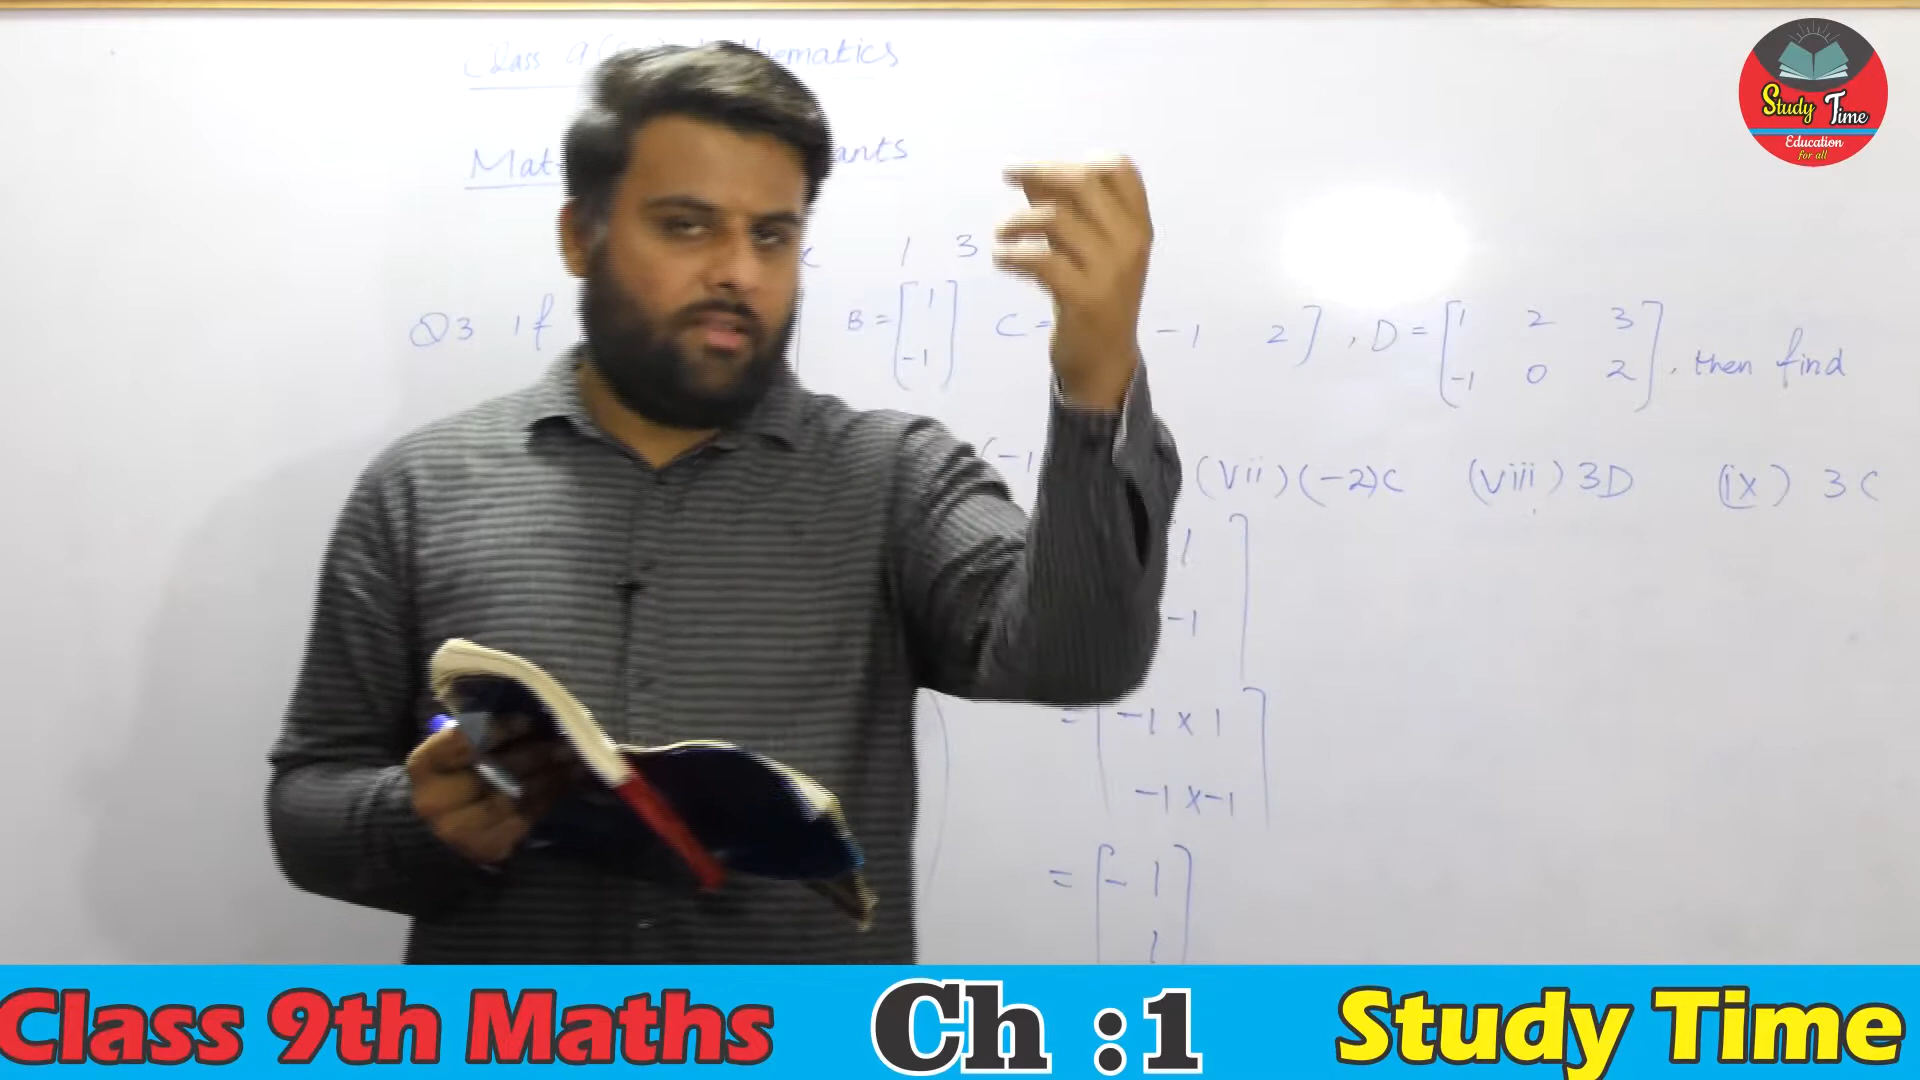 Class 9 mathematics
Study Time
Education
for all
Mat ants
1 3
Q3 If B = [ 1 C = -1 2 ] , D = [ 1 2 3
-1 ] -1 0 2 ] , then find
(-1 (Vii) (-2)C (Viii) 3D (ix) 3C
1
-1
= [ -1 x 1
-1 x -1 ]
= [ - 1
1
Class 9th Maths Ch :1 Study Time